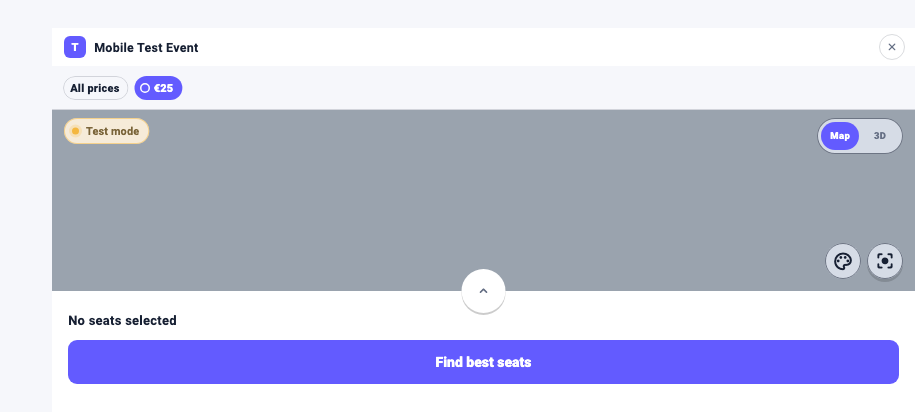 T Mobile Test Event
All prices €25
Test mode
Map 3D
No seats selected
Find best seats